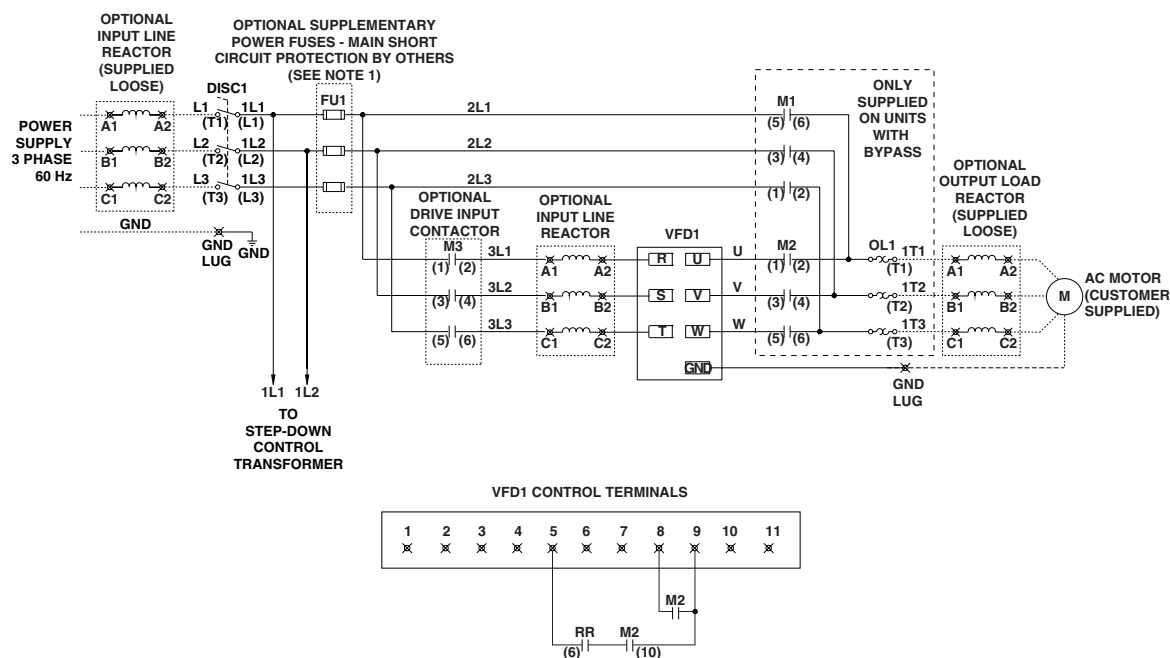 OPTIONAL
INPUT LINE
REACTOR
(SUPPLIED
LOOSE)
OPTIONAL SUPPLEMENTARY
POWER FUSES - MAIN SHORT
CIRCUIT PROTECTION BY OTHERS
(SEE NOTE 1)
DISC1
FU1
POWER
SUPPLY
3 PHASE
60 Hz
A1 A2
B1 B2
C1 C2
L1 1L1
(T1) (L1)
L2 1L2
(T2) (L2)
L3 1L3
(T3) (L3)
GND
GND
LUG
GND
2L1
2L2
2L3
M1
(5) (6)
(3) (4)
(1) (2)
ONLY
SUPPLIED
ON UNITS
WITH
BYPASS
OPTIONAL
DRIVE INPUT
CONTACTOR
M3
(1) (2)
(3) (4)
(5) (6)
3L1
3L2
3L3
OPTIONAL
INPUT LINE
REACTOR
A1 A2
B1 B2
C1 C2
VFD1
R U
S V
T W
GND
U
V
W
M2
(1) (2)
(3) (4)
(5) (6)
OL1
1T1
(T1)
1T2
(T2)
1T3
(T3)
GND
LUG
OPTIONAL
OUTPUT LOAD
REACTOR
(SUPPLIED
LOOSE)
A1 A2
B1 B2
C1 C2
M
AC MOTOR
(CUSTOMER
SUPPLIED)
1L1 1L2
TO
STEP-DOWN
CONTROL
TRANSFORMER
VFD1 CONTROL TERMINALS
1 2 3 4 5 6 7 8 9 10 11
M2
RR M2
(6) (10)